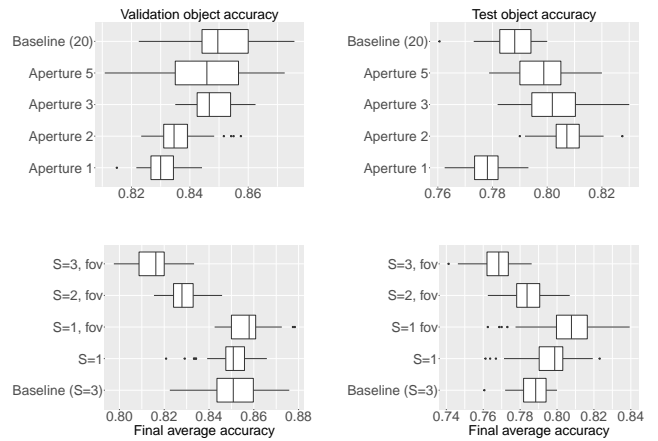 Validation object accuracy
Baseline (20)
Aperture 5
Aperture 3
Aperture 2
Aperture 1
0.82 0.84 0.86
Test object accuracy
Baseline (20)
Aperture 5
Aperture 3
Aperture 2
Aperture 1
0.76 0.78 0.80 0.82
S=3, fov
S=2, fov
S=1, fov
S=1
Baseline (S=3)
0.80 0.82 0.84 0.86 0.88
Final average accuracy
S=3, fov
S=2, fov
S=1 fov
S=1
Baseline (S=3)
0.74 0.76 0.78 0.80 0.82 0.84
Final average accuracy